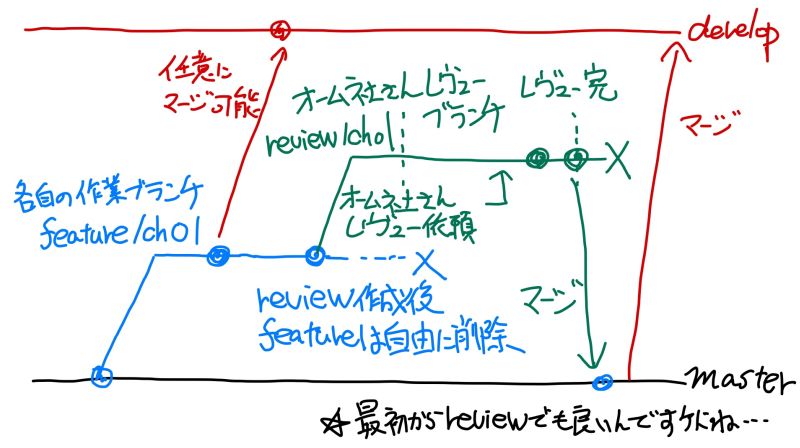 develop
任意に
マージ可能
オームネ社さんレヴュー
ブランチ
レヴュー完
review/ch01
マージ
各自の作業ブランチ
feature/ch01
オームネ社さん
レヴュー依頼
X
X
review作成後
featureは自由に削除
マージ
master
☆最初からreviewでも良いんですけどね…